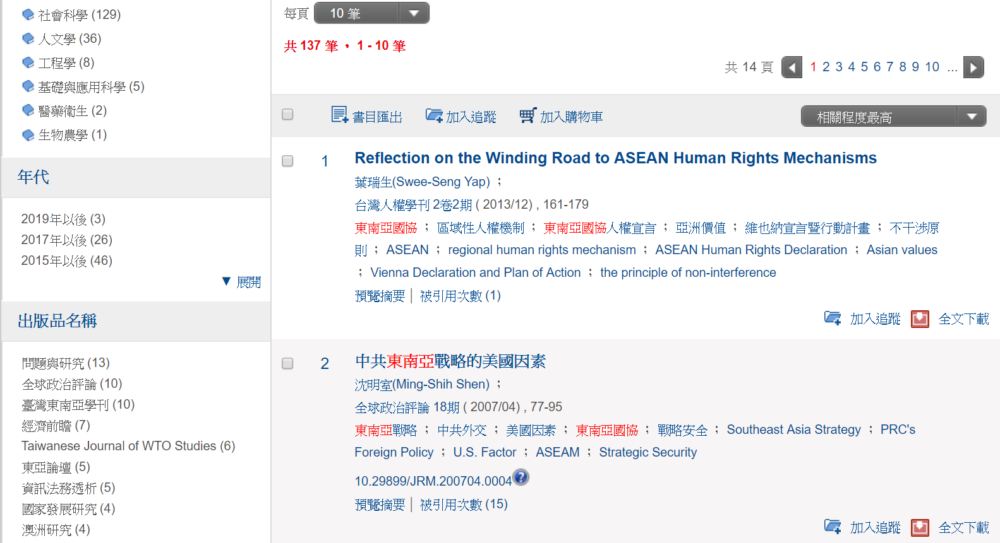 社會科學 (129)
人文學 (36)
工程學 (8)
基礎與應用科學 (5)
醫藥衛生 (2)
生物農學 (1)
年代
2019年以後 (3)
2017年以後 (26)
2015年以後 (46)
▼ 展開
出版品名稱
問題與研究 (13)
全球政治評論 (10)
臺灣東南亞學刊 (10)
經濟前瞻 (7)
Taiwanese Journal of WTO Studies (6)
東亞論壇 (5)
資訊法務透析 (5)
國家發展研究 (4)
澳洲研究 (4)
每頁 10 筆
共 137 筆，1 - 10 筆
共 14 頁 1 2 3 4 5 6 7 8 9 10 ...
書目匯出 加入追蹤 加入購物車 相關程度最高
1 Reflection on the Winding Road to ASEAN Human Rights Mechanisms
葉瑞生(Swee-Seng Yap) ；
台灣人權學刊 2卷2期 ( 2013/12) , 161-179
東南亞國協 ； 區域性人權機制 ； 東南亞國協人權宣言 ； 亞洲價值 ； 維也納宣言暨行動計畫 ； 不干涉原
則 ； ASEAN ； regional human rights mechanism ； ASEAN Human Rights Declaration ； Asian values
； Vienna Declaration and Plan of Action ； the principle of non-interference
預覽摘要│ 被引用次數 (1)
加入追蹤 全文下載
2 中共東南亞戰略的美國因素
沈明室(Ming-Shih Shen) ；
全球政治評論 18期 ( 2007/04) , 77-95
東南亞戰略 ； 中共外交 ； 美國因素 ； 東南亞國協 ； 戰略安全 ； Southeast Asia Strategy ； PRC's
Foreign Policy ； U.S. Factor ； ASEAM ； Strategic Security
10.29899/JRM.200704.0004?
預覽摘要│ 被引用次數 (15)
加入追蹤 全文下載